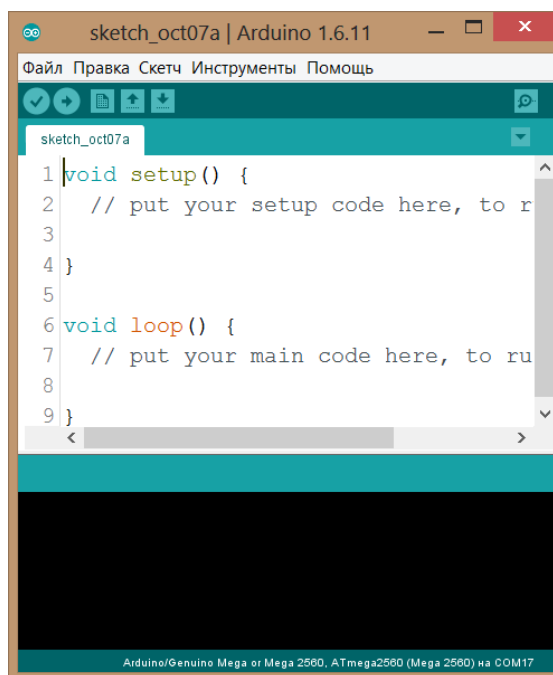 sketch_oct07a | Arduino 1.6.11
Файл Правка Скетч Инструменты Помощь
sketch_oct07a
1 void setup() {
2 // put your setup code here, to r
3
4 }
5
6 void loop() {
7 // put your main code here, to ru
8
9 }
Arduino/Genuino Mega or Mega 2560, ATmega2560 (Mega 2560) на COM17